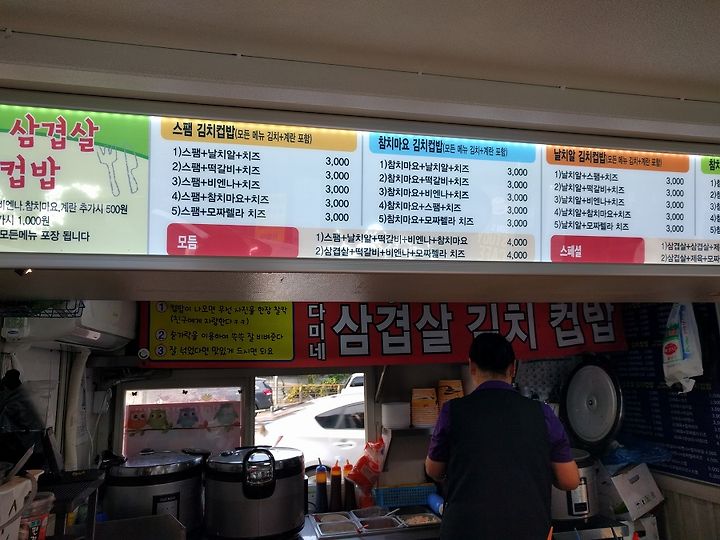 삼겹살
컵밥
비엔나,참치마요,계란 추가시 500원
가시 1,000원
모든메뉴 포장 됩니다
스팸 김치컵밥(모든 메뉴 김치+계란 포함)
1)스팸+날치알+치즈 3,000
2)스팸+떡갈비+치즈 3,000
3)스팸+비엔나+치즈 3,000
4)스팸+참치마요+치즈 3,000
5)스팸+모짜렐라 치즈 3,000
참치마요 김치컵밥(모든 메뉴 김치+계란 포함)
1)참치마요+날치알+치즈 3,000
2)참치마요+떡갈비+치즈 3,000
3)참치마요+비엔나+치즈 3,000
4)참치마요+스팸+치즈 3,000
5)참치마요+모짜렐라 치즈 3,000
날치알 김치컵밥(모든 메뉴 김치+계란 포함)
1)날치알+스팸+치즈 3,000
2)날치알+떡갈비+치즈 3,000
3)날치알+비엔나+치즈 3,000
4)날치알+참치마요+치즈 3,000
5)날치알+모짜렐라 치즈 3,000
모듬
1)스팸+날치알+떡갈비+비엔나+참치마요 4,000
2)삼겹살+떡갈비+비엔나+모짜렐라 치즈 4,000
스페셜
1)삼겹살+삼겹살+제
2)삼겹살+제육+모
1 컵밥이 나오면 우선 사진을 한장 찰칵
(친구에게 자랑한다ㅋㅋ)
2 숟가락을 이용하여 쓱쓱 잘 비벼준다
3 잘 섞었다면 맛있게 드시면 되요
다미네
삼겹살 김치 컵밥